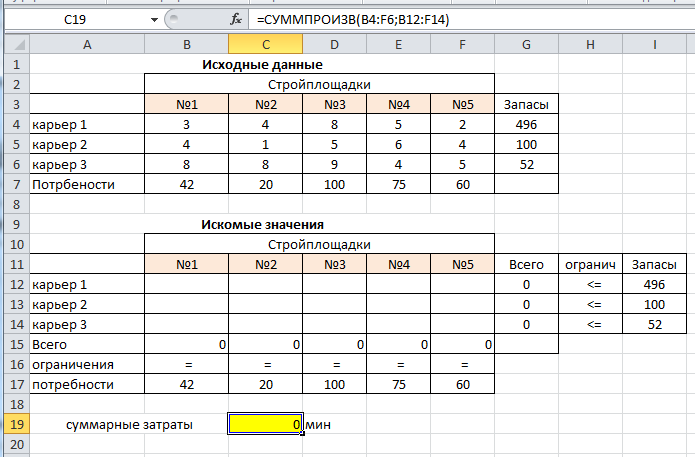 C19 fx =СУММПРОИЗВ(B4:F6;B12:F14)
A B C D E F G H I
1 Исходные данные
2 Стройплощадки
3 №1 №2 №3 №4 №5 Запасы
4 карьер 1 3 4 8 5 2 496
5 карьер 2 4 1 5 6 4 100
6 карьер 3 8 8 9 4 5 52
7 Потрбености 42 20 100 75 60
8
9 Искомые значения
10 Стройплощадки
11 №1 №2 №3 №4 №5 Всего огранич Запасы
12 карьер 1 0 <= 496
13 карьер 2 0 <= 100
14 карьер 3 0 <= 52
15 Всего 0 0 0 0 0
16 ограничения = = = = =
17 потребности 42 20 100 75 60
18
19 суммарные затраты 0 мин
20